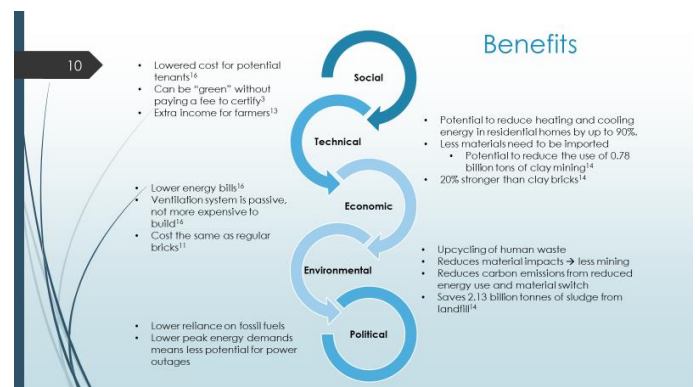 Benefits
10
Social
• Lowered cost for potential
tenants¹⁶
• Can be “green” without
paying a fee to certify³
• Extra income for farmers¹³
Technical
• Potential to reduce heating and cooling
energy in residential homes by up to 90%.
• Less materials need to be imported
• Potential to reduce the use of 0.78
billion tons of clay mining¹⁴
• 20% stronger than clay bricks¹⁴
Economic
• Lower energy bills¹⁶
• Ventilation system is passive,
not more expensive to
build¹⁶
• Cost the same as regular
bricks¹¹
Environmental
• Upcycling of human waste
• Reduces material impacts → less mining
• Reduces carbon emissions from reduced
energy use and material switch
• Saves 2.13 billion tonnes of sludge from
landfill¹⁴
Political
• Lower reliance on fossil fuels
• Lower peak energy demands
means less potential for power
outages